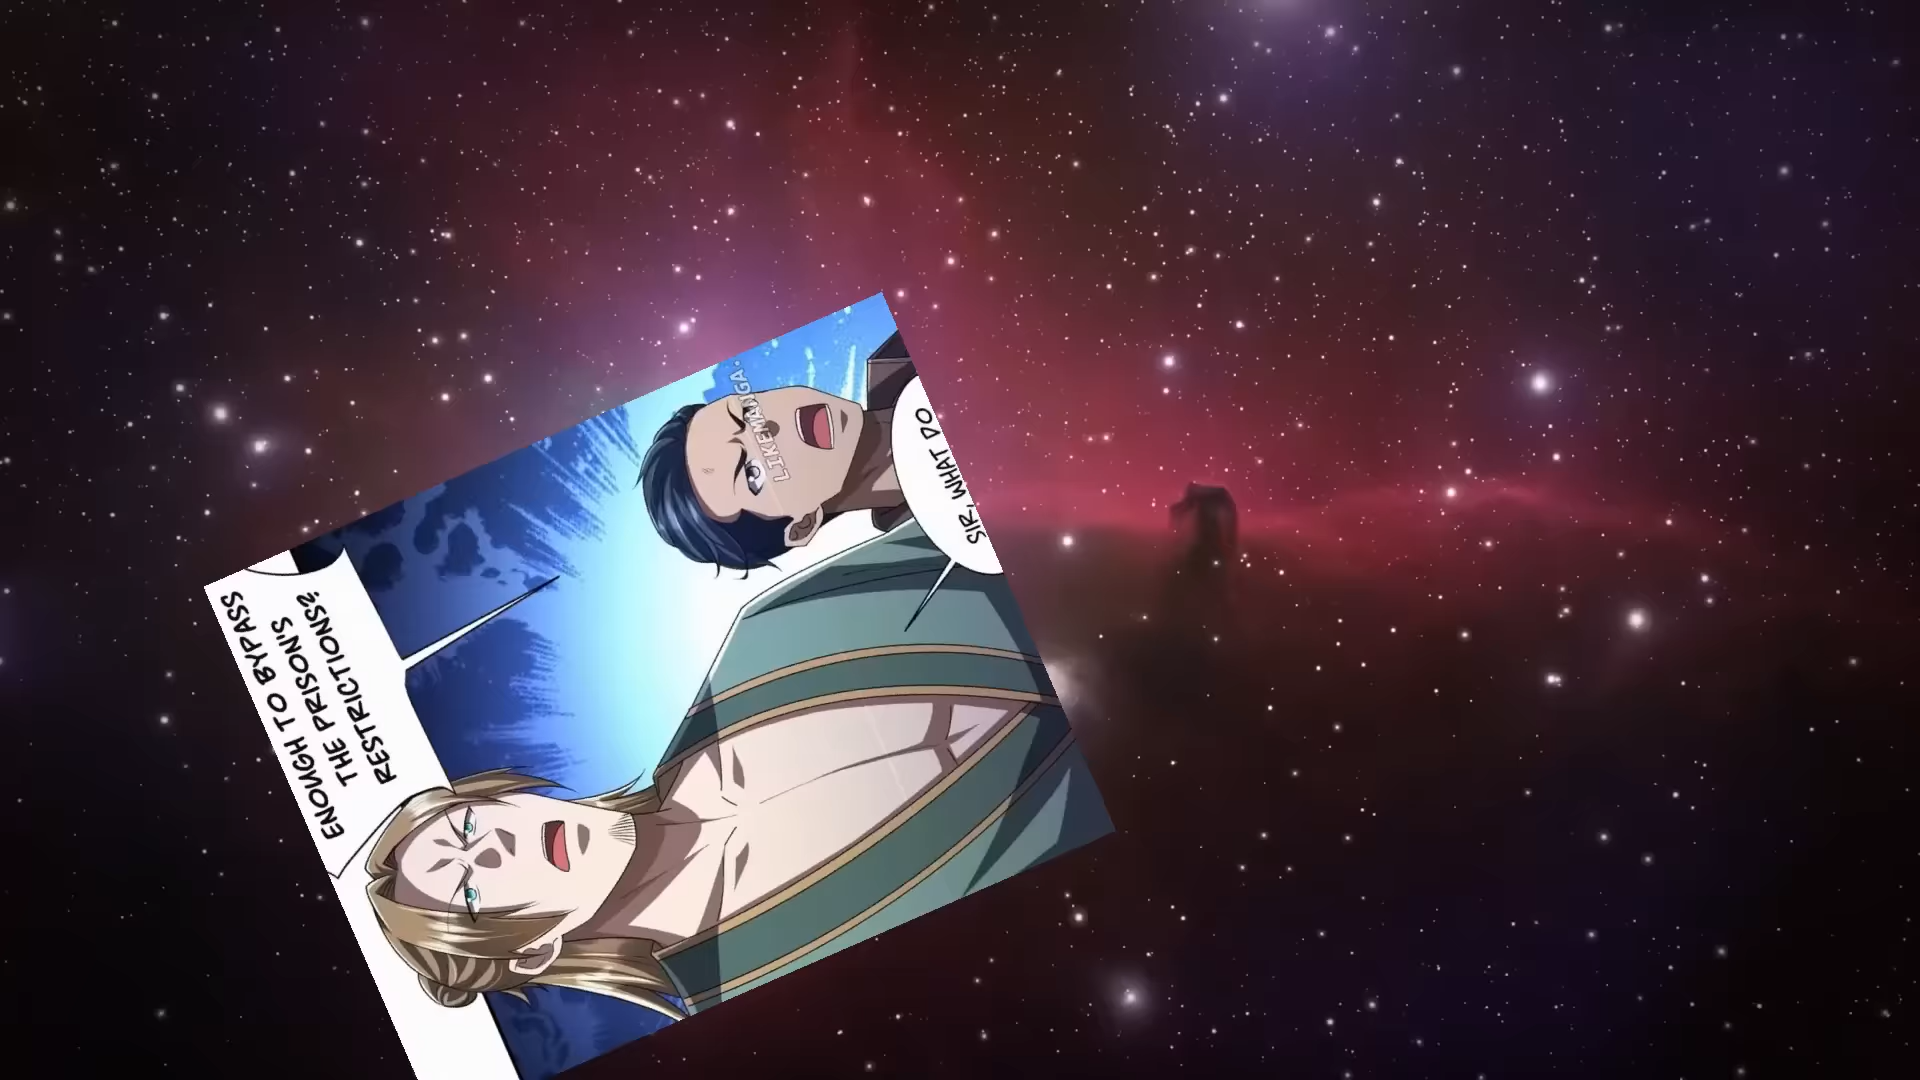 ENOUGH TO BYPASS
THE PRISON'S
RESTRICTIONS?
LIKEMANGA.
SIR, WHAT DO